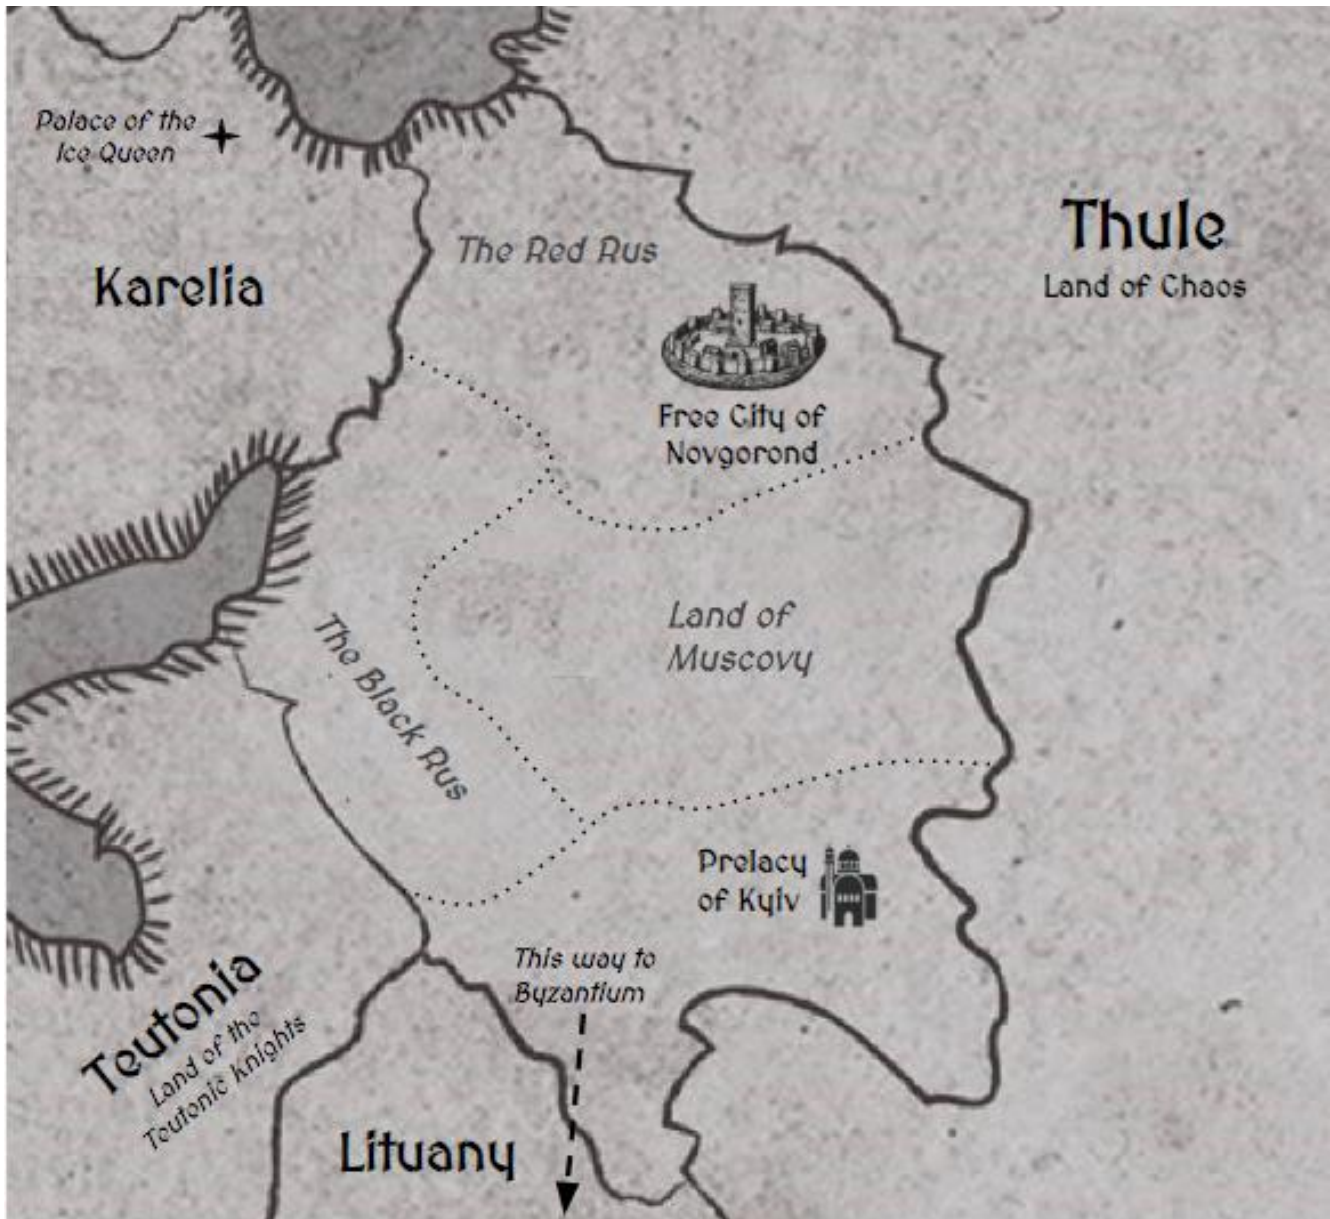 Palace of the
Ice Queen
Karelia
The Red Rus
Thule
Land of Chaos
Free City of
Novgorond
Land of
Muscovy
The Black Rus
Prelacy
of Kyiv
This way to
Byzantium
Teutonia
Land of the
Teutonic Knights
Lituany